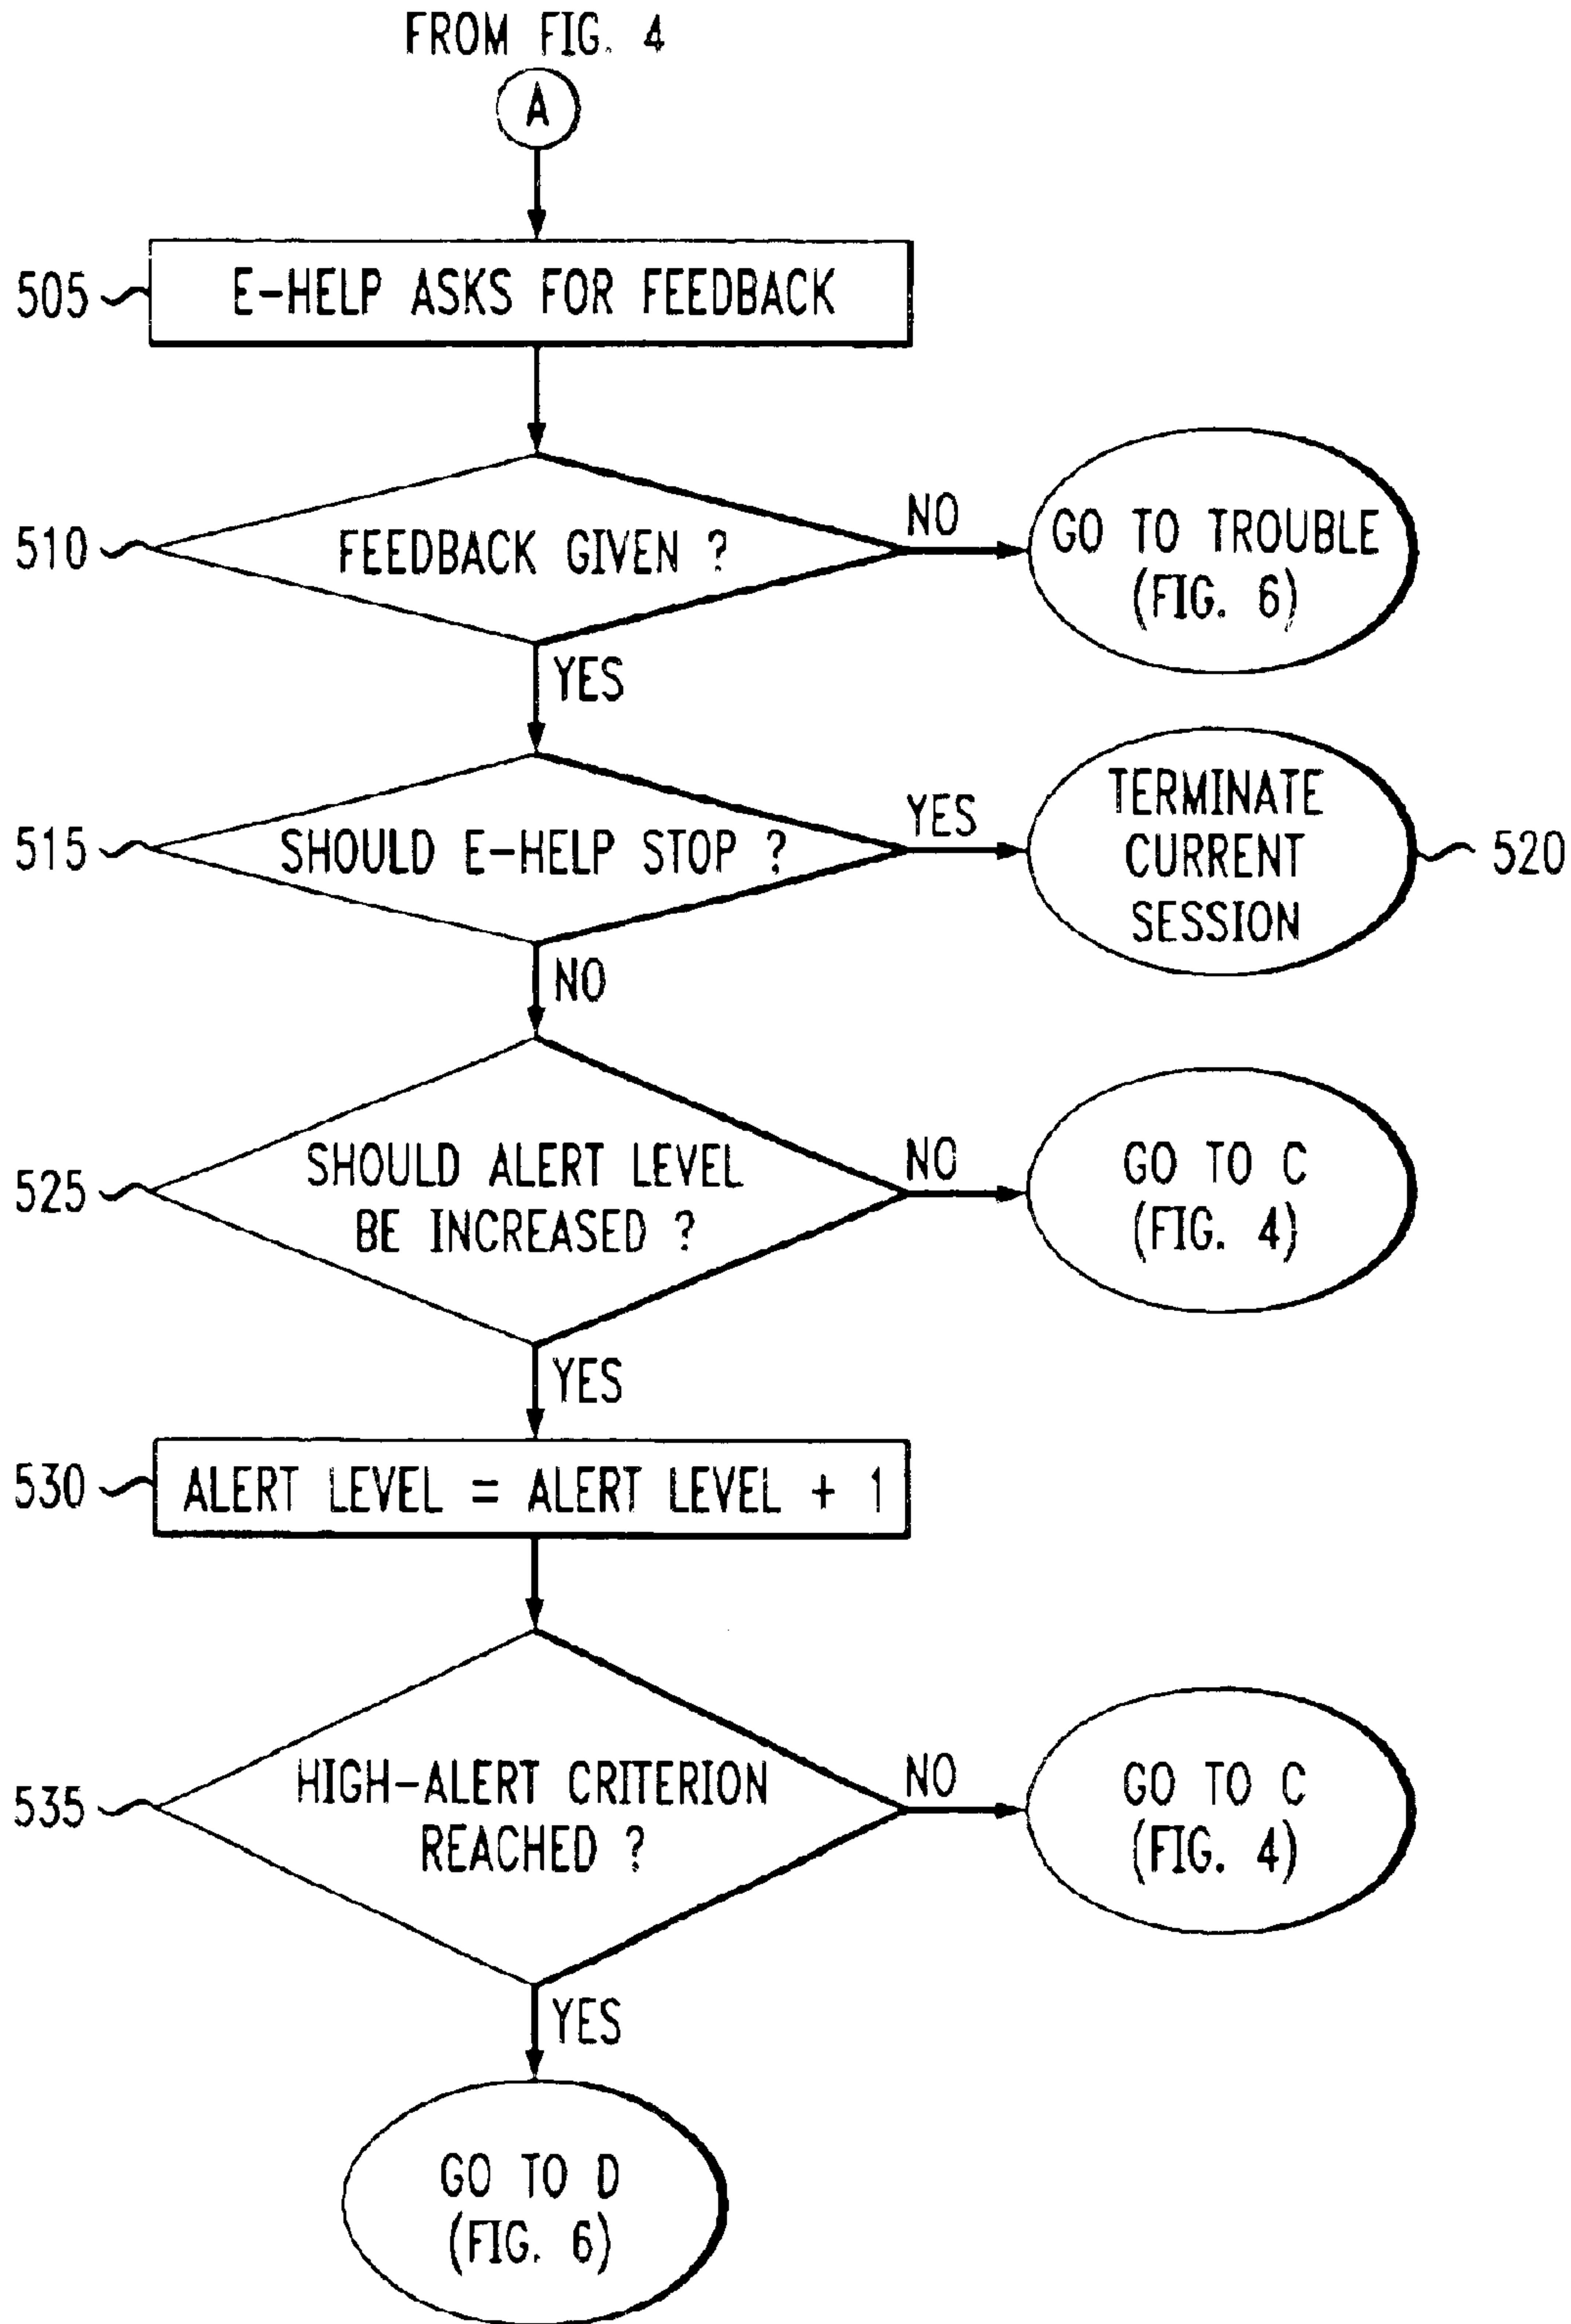 FROM FIG. 4
A
505
E-HELP ASKS FOR FEEDBACK
510
FEEDBACK GIVEN ?
NO
GO TO TROUBLE
(FIG. 6)
YES
515
SHOULD E-HELP STOP ?
YES
TERMINATE
CURRENT
SESSION
520
NO
525
SHOULD ALERT LEVEL
BE INCREASED ?
NO
GO TO C
(FIG. 4)
YES
530
ALERT LEVEL = ALERT LEVEL + 1
535
HIGH-ALERT CRITERION
REACHED ?
NO
GO TO C
(FIG. 4)
YES
GO TO D
(FIG. 6)